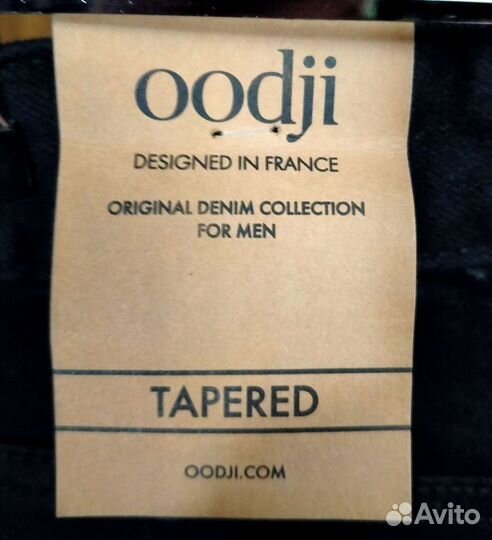 oodji
DESIGNED IN FRANCE
ORIGINAL DENIM COLLECTION
FOR MEN
TAPERED
OODJI.COM
Avito